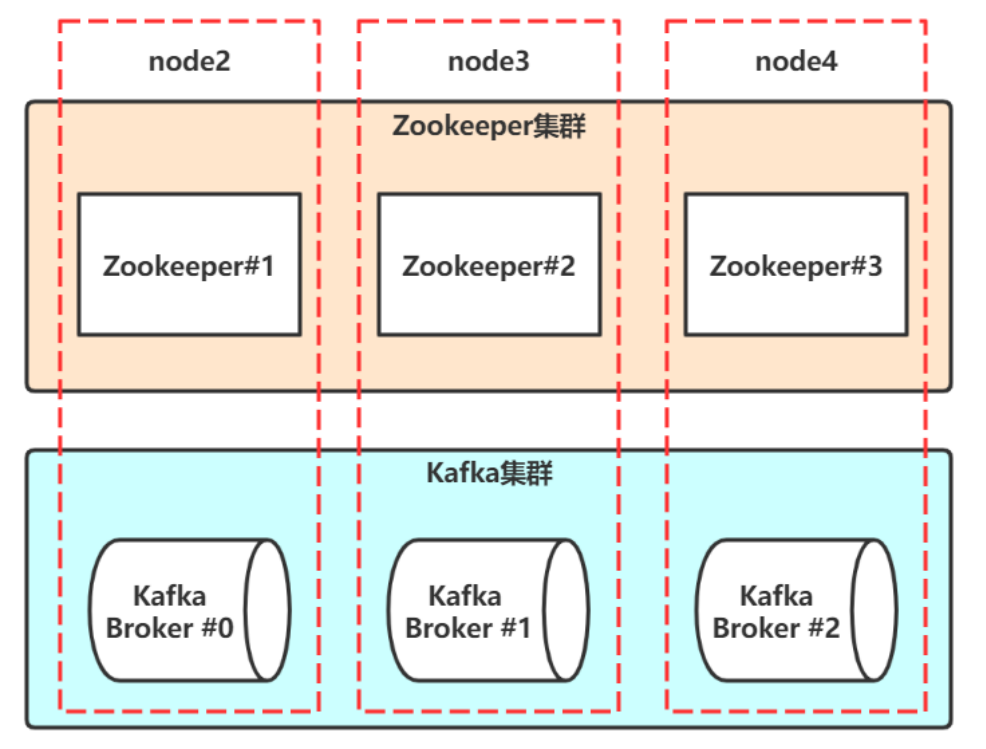 node2
node3
node4
Zookeeper集群
Zookeeper#1
Zookeeper#2
Zookeeper#3
Kafka集群
Kafka
Broker #0
Kafka
Broker #1
Kafka
Broker #2